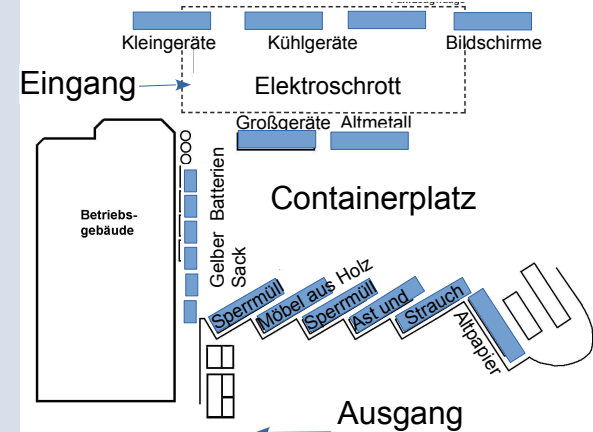 Kleingeräte
Kühlgeräte
Bildschirme
Eingang
Elektroschrott
Großgeräte
Altmetall
Batterien
Gelber
Sack
Betriebs-
gebäude
Containerplatz
Sperrmüll
Möbel aus Holz
Sperrmüll
Ast und
Strauch
Altpapier
Ausgang